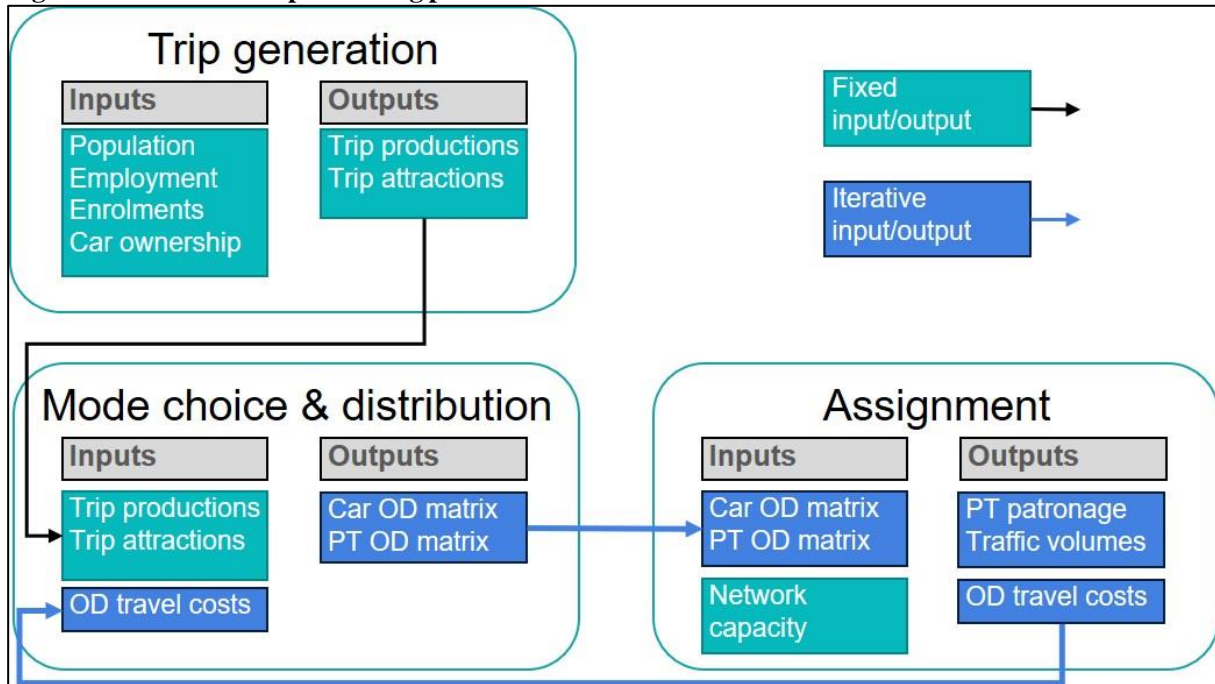 Trip generation
Inputs
Outputs
Population
Employment
Enrolments
Car ownership
Trip productions
Trip attractions
Fixed
input/output
Iterative
input/output
Mode choice & distribution
Inputs
Outputs
Trip productions
Trip attractions
OD travel costs
Car OD matrix
PT OD matrix
Assignment
Inputs
Outputs
Car OD matrix
PT OD matrix
Network
capacity
PT patronage
Traffic volumes
OD travel costs